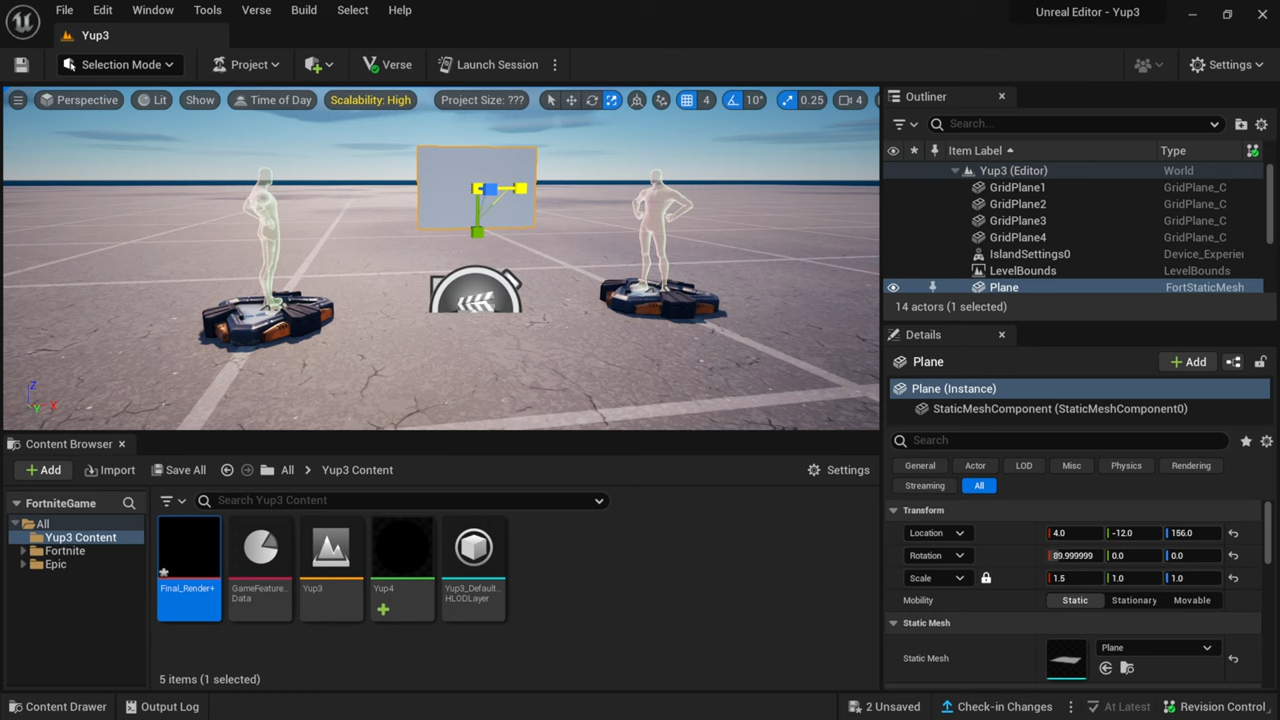 File Edit Window Tools Verse Build Select Help
Unreal Editor - Yup3
Yup3
Selection Mode Project Verse Launch Session Settings
Perspective Lit Show Time of Day Scalability: High Project Size: ??? 4 10° 0.25 4
Outliner
Search...
Item Label Type
Yup3 (Editor) World
GridPlane1 GridPlane_C
GridPlane2 GridPlane_C
GridPlane3 GridPlane_C
GridPlane4 GridPlane_C
IslandSettings0 Device_Experier
LevelBounds LevelBounds
Plane FortStaticMesh
14 actors (1 selected)
Details
Plane Add
Plane (Instance)
StaticMeshComponent (StaticMeshComponent0)
Search
General Actor LOD Misc Physics Rendering
Streaming All
Transform
Location 4.0 -12.0 156.0
Rotation 89.999999 0.0 0.0
Scale 1.5 1.0 1.0
Mobility Static Stationary Movable
Static Mesh
Static Mesh Plane
Z
Y X
Content Browser
Add Import Save All All Yup3 Content Settings
FortniteGame
All
Yup3 Content
Fortnite
Epic
Search Yup3 Content
Final_Render+ GameFeature Yup3 Yup4 Yup3_Default_
Data HLODLayer
5 items (1 selected)
Content Drawer Output Log 2 Unsaved Check-in Changes At Latest Revision Control